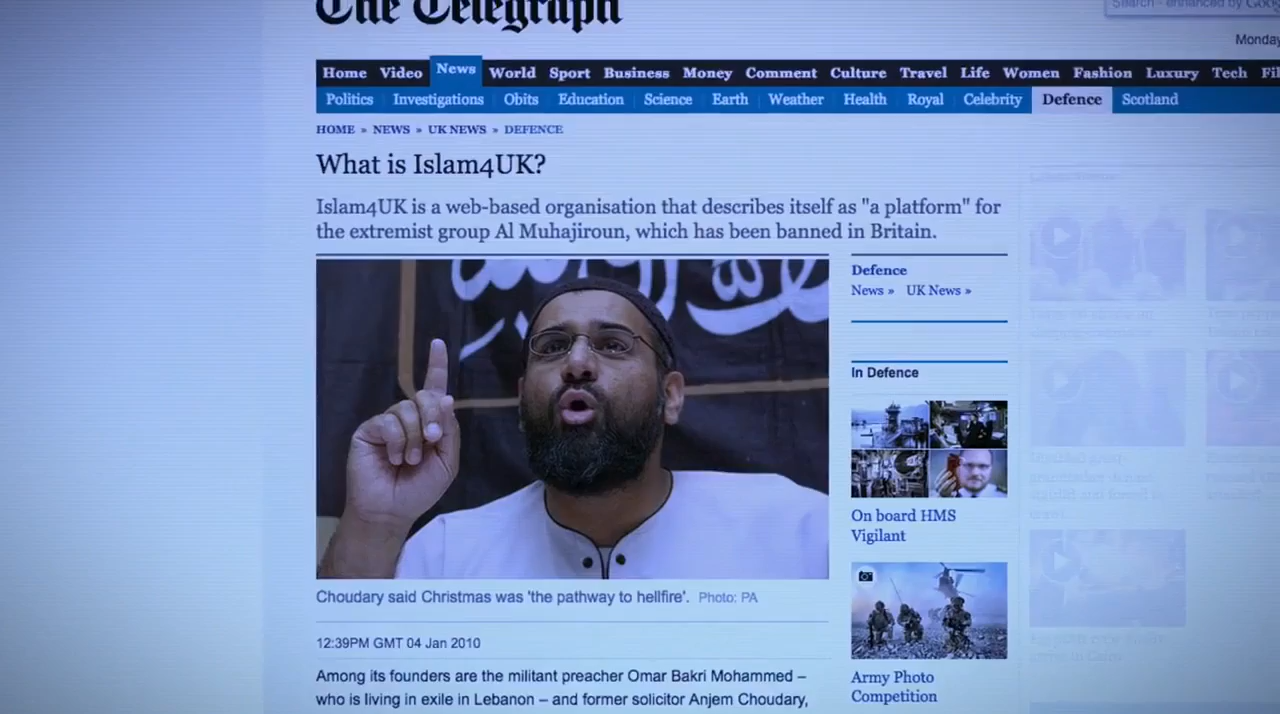 The Telegraph
Search - enhanced by
Monday
Home Video News World Sport Business Money Comment Culture Travel Life Women Fashion Luxury Tech
Politics Investigations Obits Education Science Earth Weather Health Royal Celebrity Defence Scotland
HOME » NEWS » UK NEWS » DEFENCE
What is Islam4UK?
Islam4UK is a web-based organisation that describes itself as "a platform" for
the extremist group Al Muhajiroun, which has been banned in Britain.
Defence
News » UK News »
In Defence
On board HMS
Vigilant
Choudary said Christmas was 'the pathway to hellfire'. Photo: PA
12:39PM GMT 04 Jan 2010
Army Photo
Competition
Among its founders are the militant preacher Omar Bakri Mohammed –
who is living in exile in Lebanon – and former solicitor Anjem Choudary,